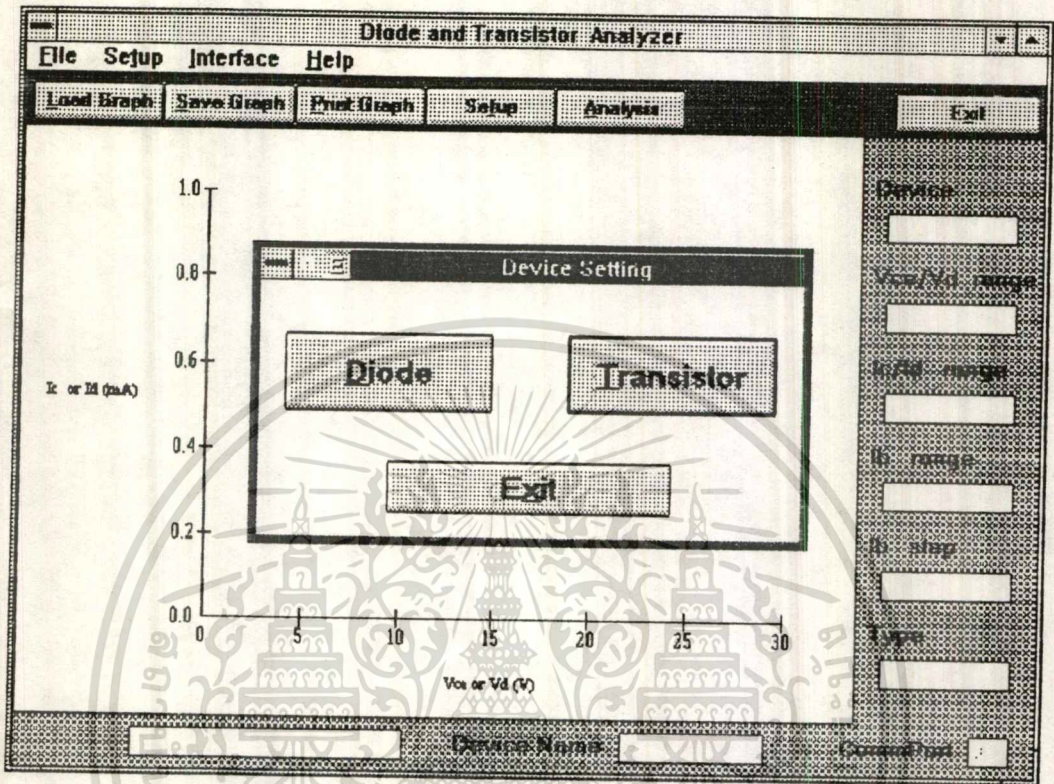 Diode and Transistor Analyzer
File Setup Interface Help
Load Graph Save Graph Print Graph Setup Analysis Exit
Device
Vce/Vd range
Ic/Id range
Ib range
Ib step
Type
Device Setting
Diode Transistor
Exit
Ic or Id (mA)
1.0
0.8
0.6
0.4
0.2
0.0
0 5 10 15 20 25 30
Vce or Vd (V)
Device Name CommPort